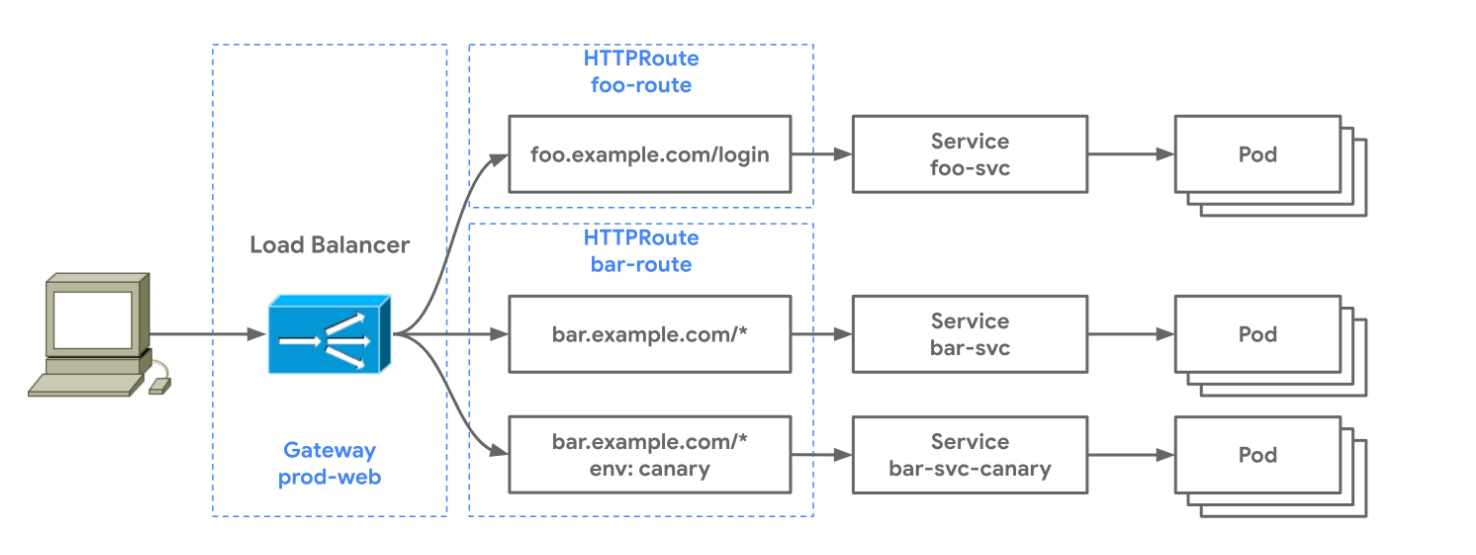 HTTPRoute
foo-route
foo.example.com/login
Service
foo-svc
Pod
Load Balancer
Gateway
prod-web
HTTPRoute
bar-route
bar.example.com/*
Service
bar-svc
Pod
bar.example.com/*
env: canary
Service
bar-svc-canary
Pod